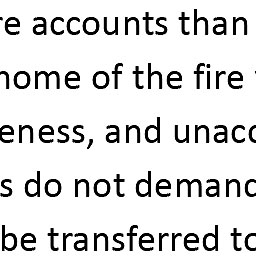 re accounts than
home of the fire
eness, and unacc
s do not demand
be transferred to